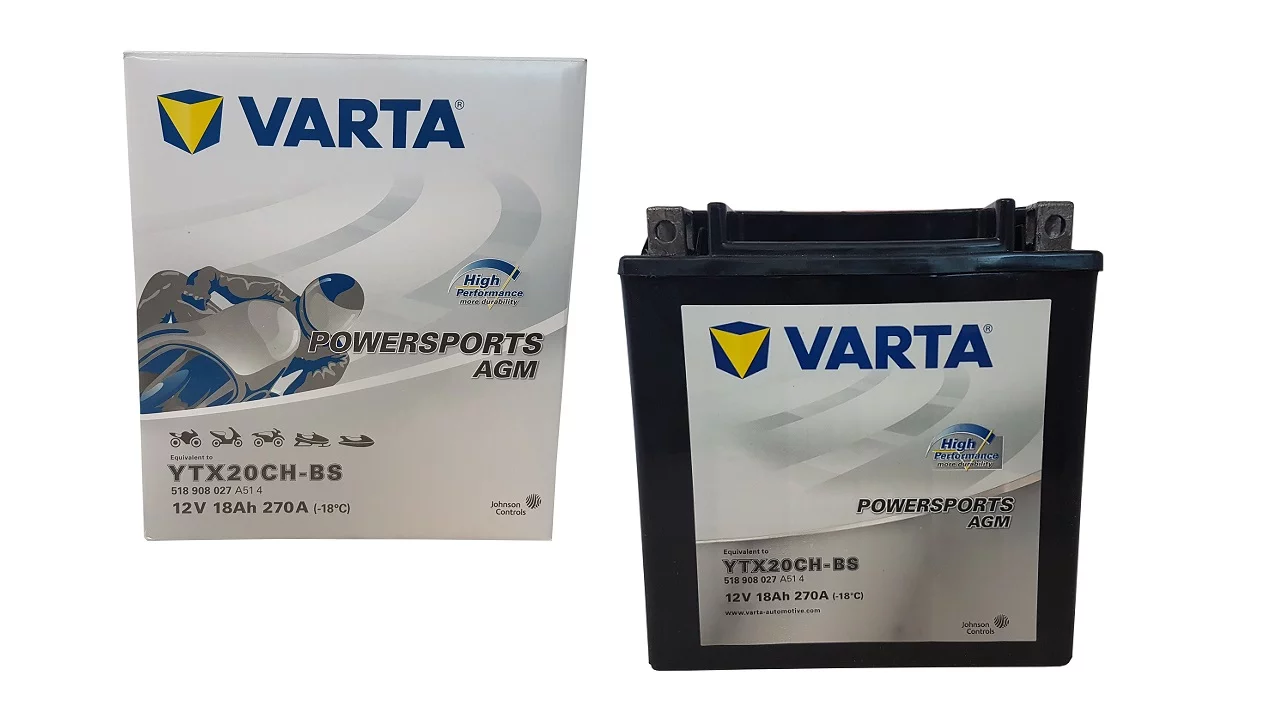 VARTA®
High
Performance
more durability
POWERSPORTS
AGM
Equivalent to
YTX20CH-BS
518 908 027 A51 4
12V 18Ah 270A (-18°C)
Johnson
Controls
VARTA®
High
Performance
more durability
POWERSPORTS
AGM
Equivalent to
YTX20CH-BS
518 908 027 A51 4
12V 18Ah 270A (-18°C)
www.varta-automotive.com
Johnson
Controls